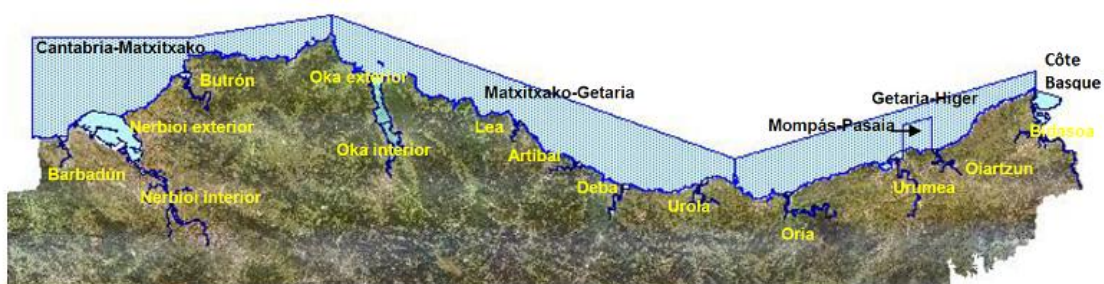 Cantabria-Matxitxako
Butrón
Oka exterior
Matxitxako-Getaria
Getaria-Higer
Côte
Basque
Mompás-Pasaia
Nerbioi exterior
Lea
Bidasoa
Oka interior
Artibai
Barbadún
Deba
Oiartzun
Nerbioi interior
Urola
Urumea
Oria